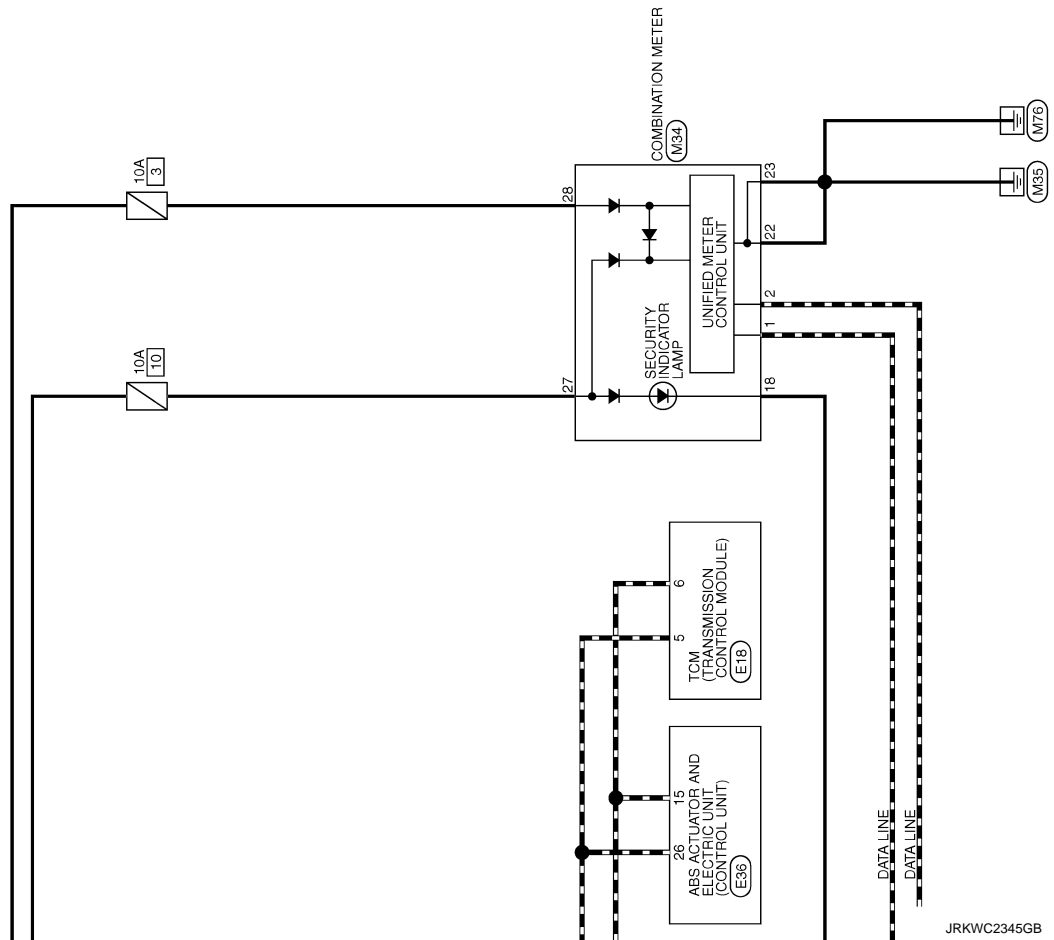 10A
3
10A
10
28
27
COMBINATION METER
M34
SECURITY
INDICATOR
LAMP
UNIFIED METER
CONTROL UNIT
23
22
2
1
18
M76
M35
6
5
TCM
(TRANSMISSION
CONTROL MODULE)
E18
15
26
ABS ACTUATOR AND
ELECTRIC UNIT
(CONTROL UNIT)
E36
DATA LINE
DATA LINE
JRKWC2345GB